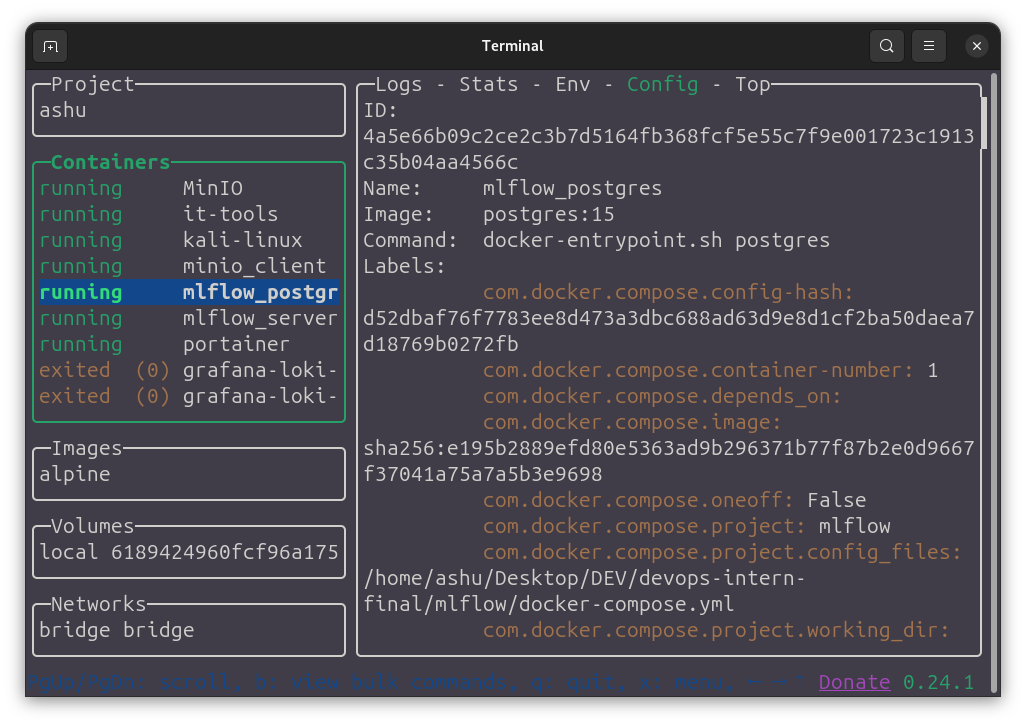 Terminal
Project
ashu
Containers
running MinIO
running it-tools
running kali-linux
running minio_client
running mlflow_postgr
running mlflow_server
running portainer
exited (0) grafana-loki-
exited (0) grafana-loki-
Images
alpine
Volumes
local 6189424960fcf96a175
Networks
bridge bridge
Logs - Stats - Env - Config - Top
ID:
4a5e66b09c2ce2c3b7d5164fb368fcf5e55c7f9e001723c1913
c35b04aa4566c
Name: mlflow_postgres
Image: postgres:15
Command: docker-entrypoint.sh postgres
Labels:
com.docker.compose.config-hash:
d52dbaf76f7783ee8d473a3dbc688ad63d9e8d1cf2ba50daea7
d18769b0272fb
com.docker.compose.container-number: 1
com.docker.compose.depends_on:
com.docker.compose.image:
sha256:e195b2889efd80e5363ad9b296371b77f87b2e0d9667
f37041a75a7a5b3e9698
com.docker.compose.oneoff: False
com.docker.compose.project: mlflow
com.docker.compose.project.config_files:
/home/ashu/Desktop/DEV/devops-intern-
final/mlflow/docker-compose.yml
com.docker.compose.project.working_dir:
PgUp/PgDn: scroll, b: view bulk commands, q: quit, x: menu, Donate 0.24.1